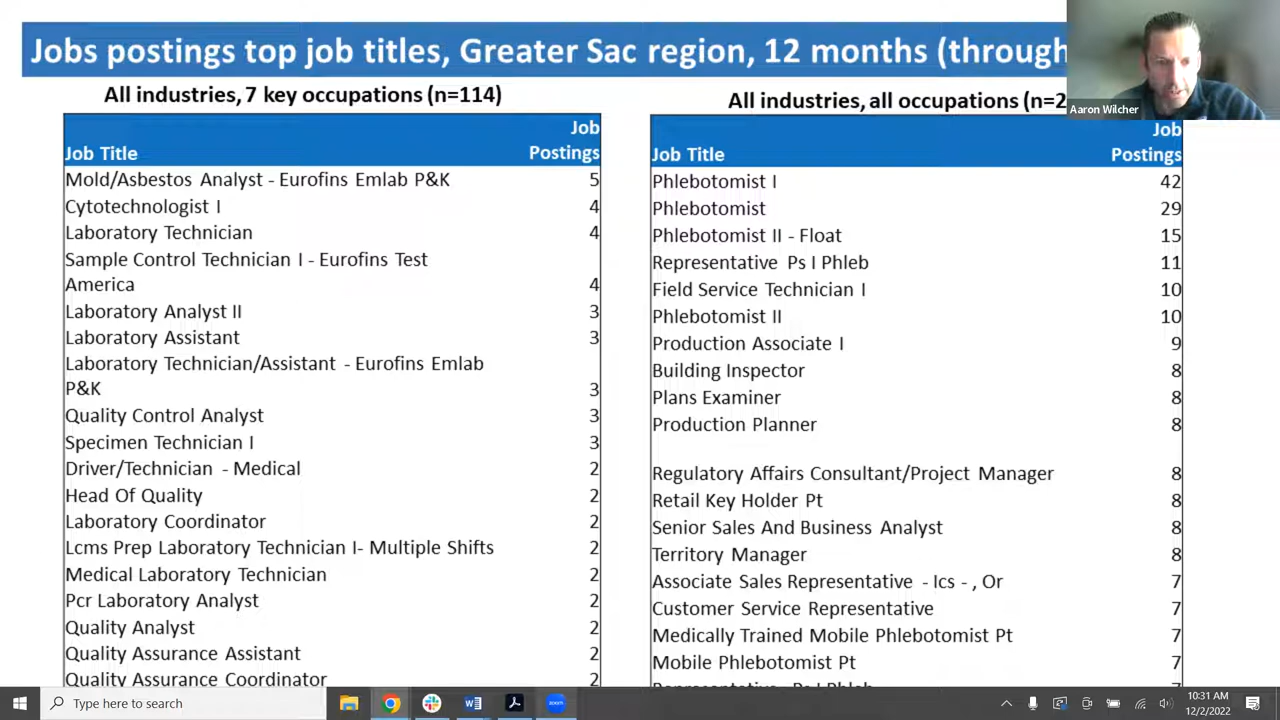 Jobs postings top job titles, Greater Sac region, 12 months (through
Aaron Wilcher
All industries, 7 key occupations (n=114)
Job
Job Title Postings
Mold/Asbestos Analyst - Eurofins Emlab P&K 5
Cytotechnologist I 4
Laboratory Technician 4
Sample Control Technician I - Eurofins Test
America 4
Laboratory Analyst II 3
Laboratory Assistant 3
Laboratory Technician/Assistant - Eurofins Emlab
P&K 3
Quality Control Analyst 3
Specimen Technician I 3
Driver/Technician - Medical 2
Head Of Quality 2
Laboratory Coordinator 2
Lcms Prep Laboratory Technician I- Multiple Shifts 2
Medical Laboratory Technician 2
Pcr Laboratory Analyst 2
Quality Analyst 2
Quality Assurance Assistant 2
Quality Assurance Coordinator 2
All industries, all occupations (n=2
Job
Job Title Postings
Phlebotomist I 42
Phlebotomist 29
Phlebotomist II - Float 15
Representative Ps I Phleb 11
Field Service Technician I 10
Phlebotomist II 10
Production Associate I 9
Building Inspector 8
Plans Examiner 8
Production Planner 8
Regulatory Affairs Consultant/Project Manager 8
Retail Key Holder Pt 8
Senior Sales And Business Analyst 8
Territory Manager 8
Associate Sales Representative - Ics - , Or 7
Customer Service Representative 7
Medically Trained Mobile Phlebotomist Pt 7
Mobile Phlebotomist Pt 7
Representative - Ps I Phleb 7
Type here to search
zoom
10:31 AM
12/2/2022